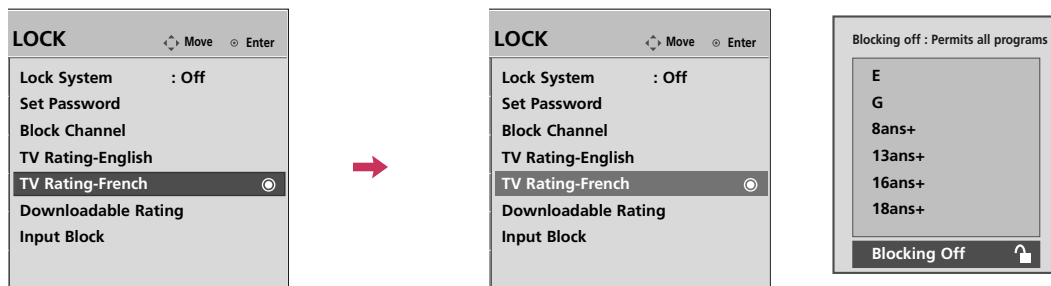 LOCK Move Enter
Lock System : Off
Set Password
Block Channel
TV Rating-English
TV Rating-French
Downloadable Rating
Input Block
LOCK Move Enter
Lock System : Off
Set Password
Block Channel
TV Rating-English
TV Rating-French
Downloadable Rating
Input Block
Blocking off : Permits all programs
E
G
8ans+
13ans+
16ans+
18ans+
Blocking Off